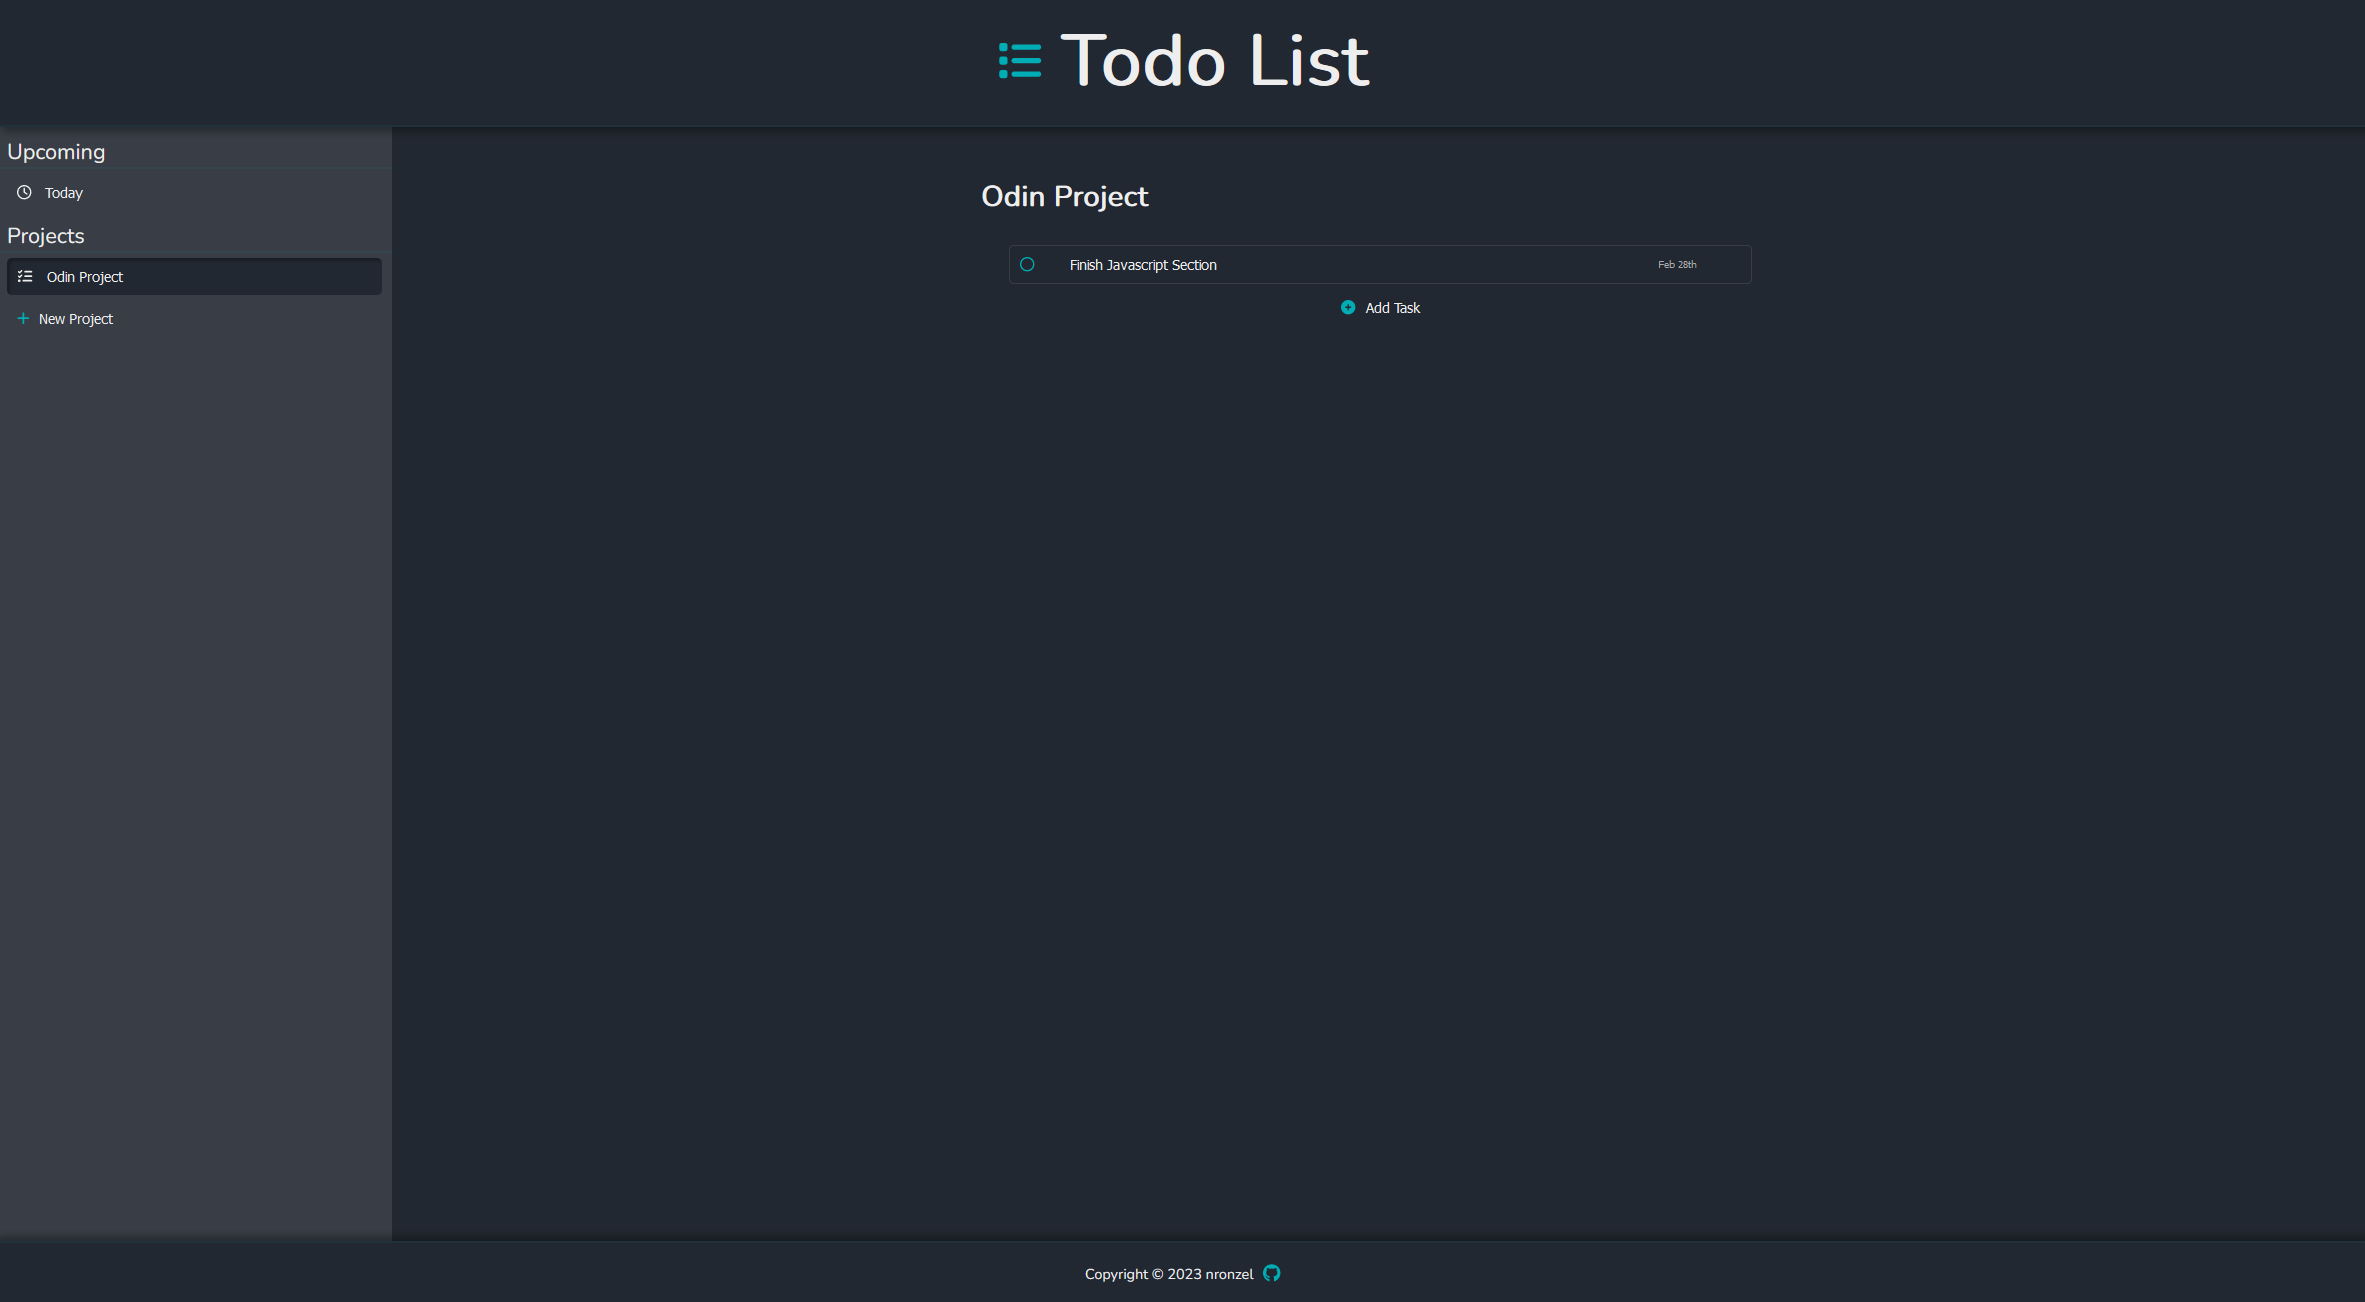 Todo List
Upcoming
Today
Projects
Odin Project
New Project
Odin Project
Finish Javascript Section Feb 28th
Add Task
Copyright © 2023 nronzel